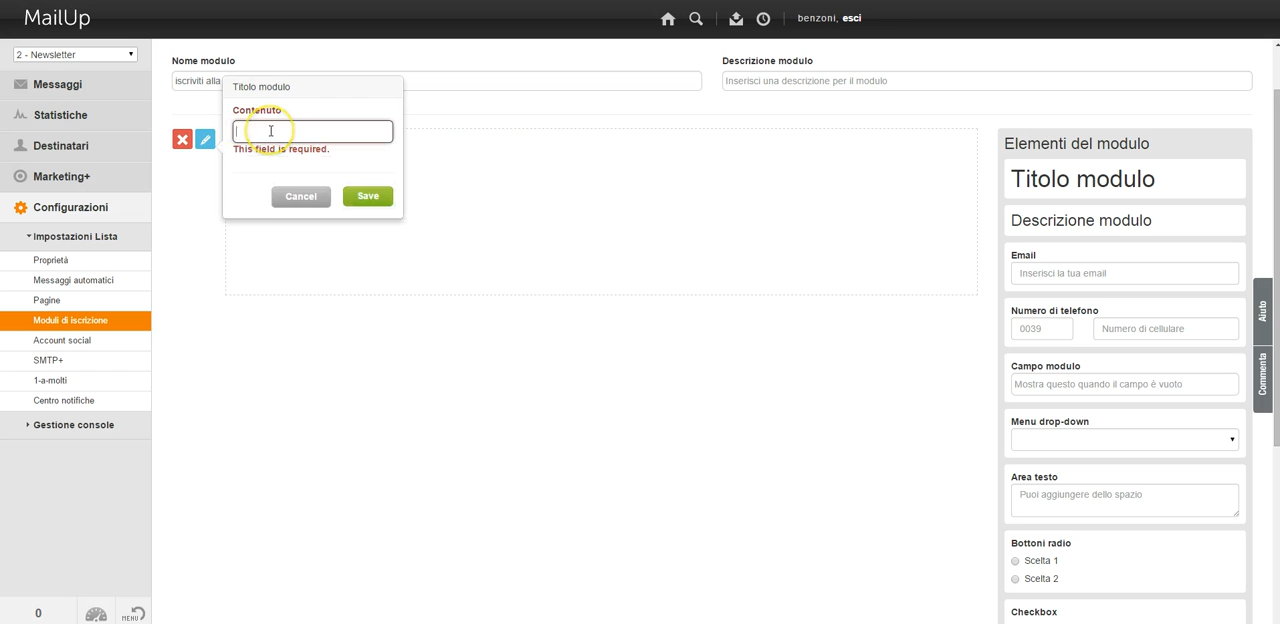 MailUp
benzoni, esci
2 - Newsletter
Messaggi
Statistiche
Destinatari
Marketing+
Configurazioni
Impostazioni Lista
Proprietà
Messaggi automatici
Pagine
Moduli di iscrizione
Account social
SMTP+
1-a-molti
Centro notifiche
Gestione console
0
MENU
Nome modulo
iscriviti alla
Descrizione modulo
Inserisci una descrizione per il modulo
Titolo modulo
Contenuto
This field is required.
Cancel
Save
Elementi del modulo
Titolo modulo
Descrizione modulo
Email
Inserisci la tua email
Numero di telefono
0039
Numero di cellulare
Campo modulo
Mostra questo quando il campo è vuoto
Menu drop-down
Area testo
Puoi aggiungere dello spazio
Bottoni radio
Scelta 1
Scelta 2
Checkbox
Aiuto
Commenta